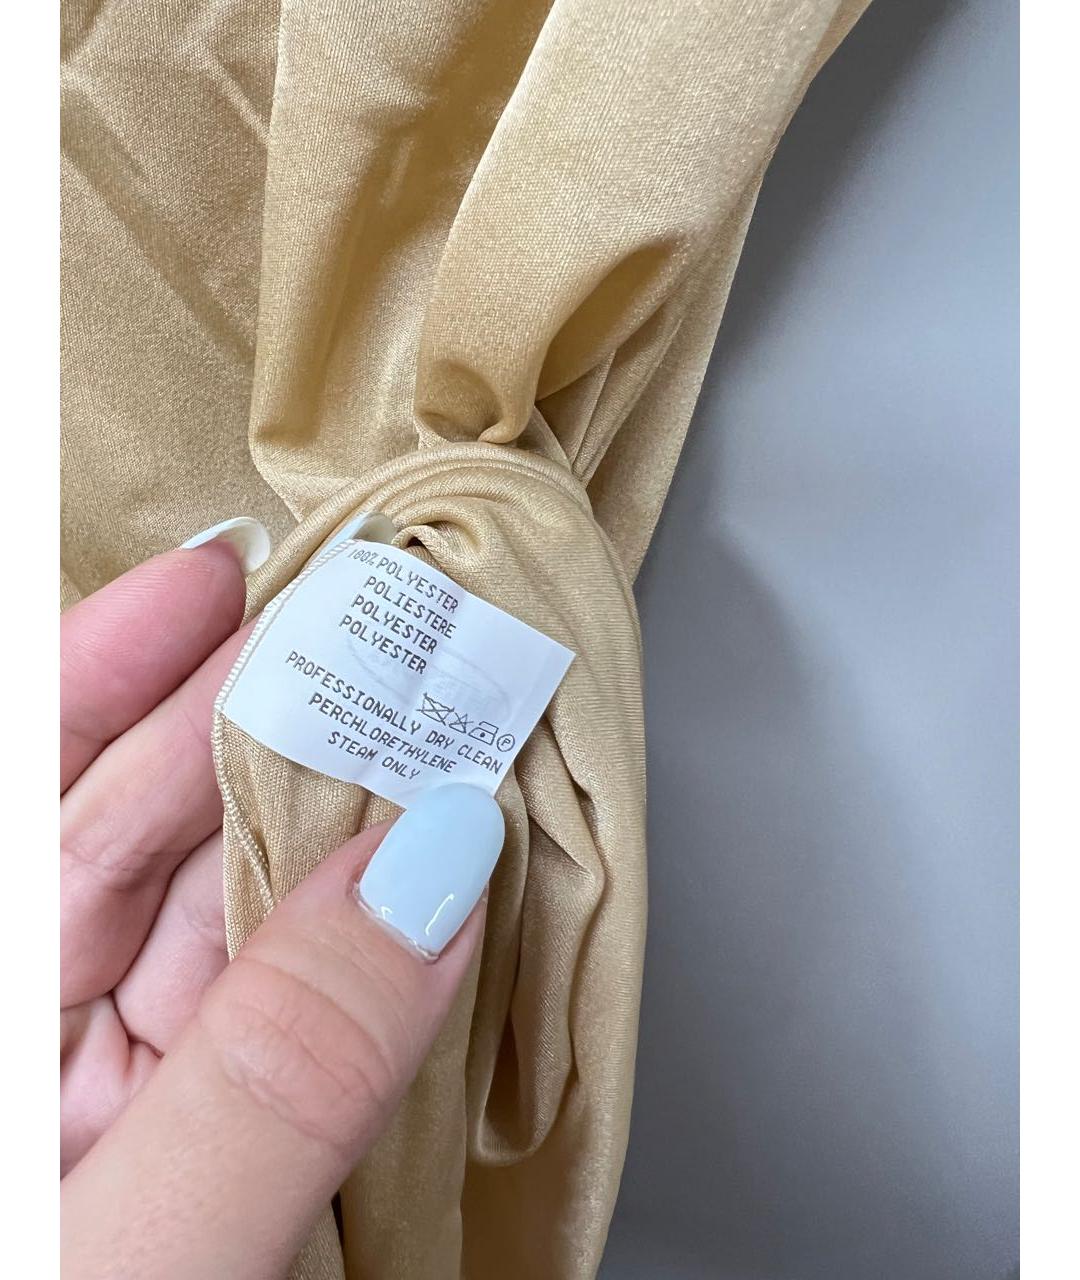 100% POLYESTER
POLIESTERE
POLYESTER
POLYESTER
PROFESSIONALLY DRY CLEAN
PERCHLORETHYLENE
STEAM ONLY
P